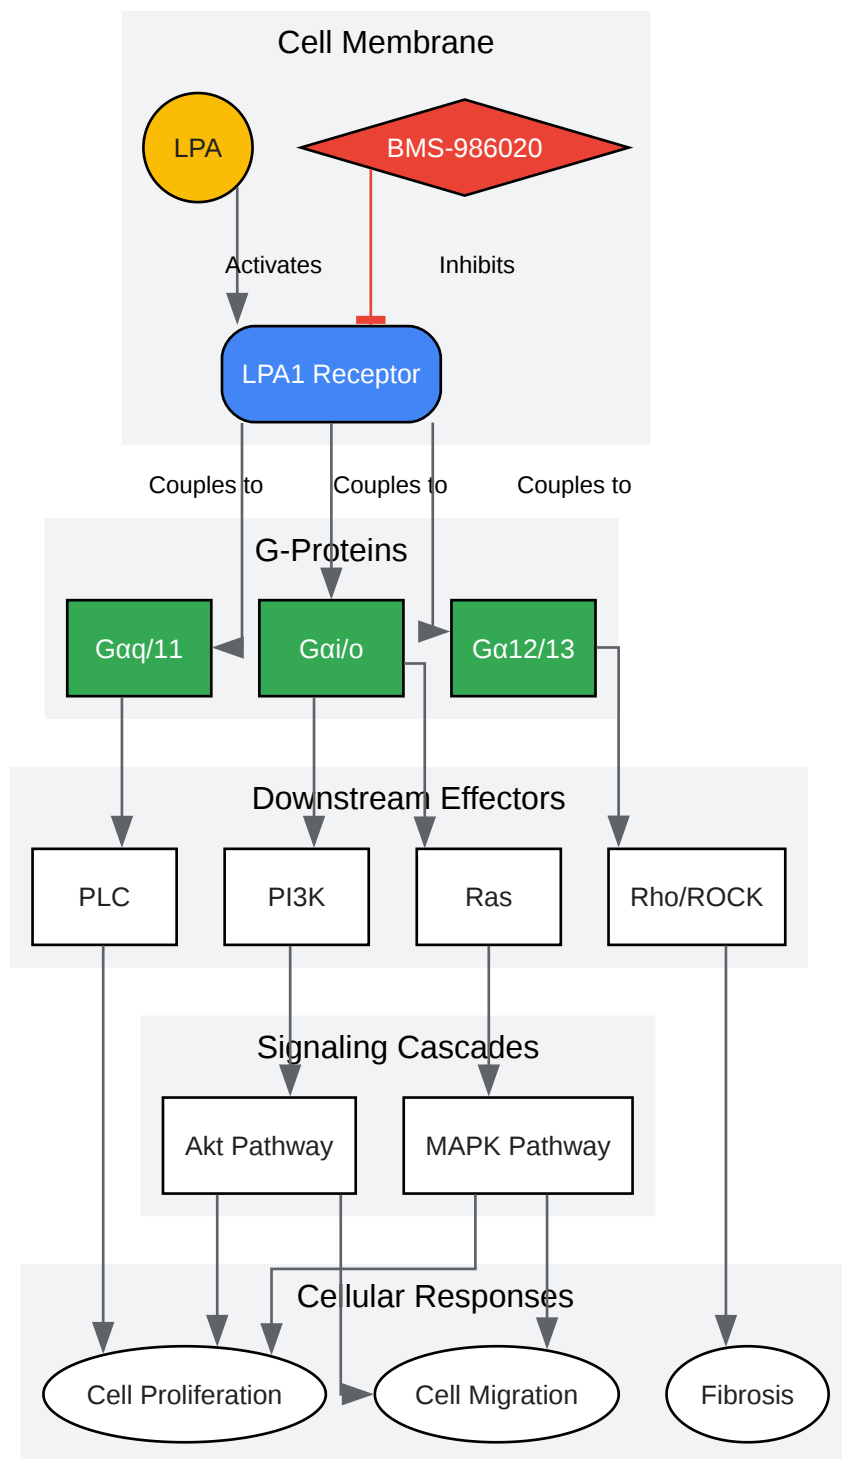 Cell Membrane
LPA
BMS-986020
Activates
Inhibits
LPA1 Receptor
Couples to
Couples to
Couples to
G-Proteins
Gαq/11
Gαi/o
Gα12/13
Downstream Effectors
PLC
PI3K
Ras
Rho/ROCK
Signaling Cascades
Akt Pathway
MAPK Pathway
Cellular Responses
Cell Proliferation
Cell Migration
Fibrosis